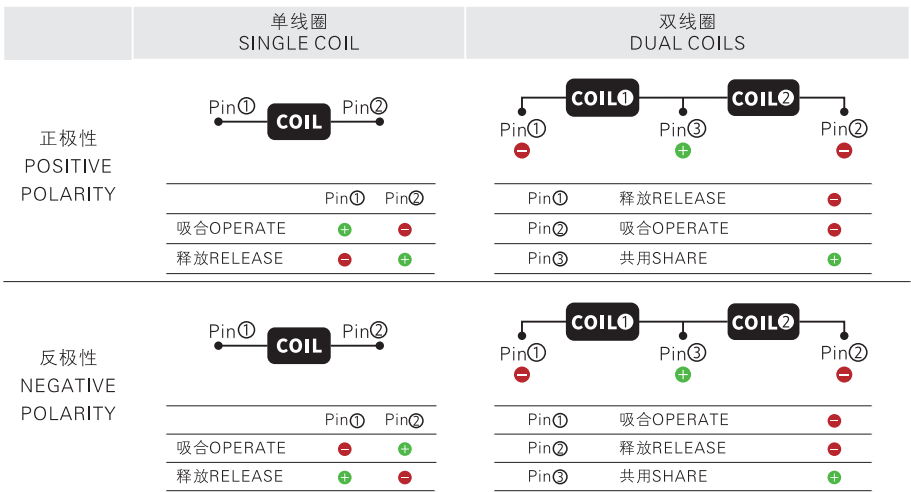 单线圈
SINGLE COIL
双线圈
DUAL COILS
正极性
POSITIVE
POLARITY
Pin① COIL Pin②
Pin① Pin②
吸合OPERATE + −
释放RELEASE − +
COIL❶ COIL❷
Pin① Pin③ Pin②
− + −
Pin① 释放RELEASE −
Pin② 吸合OPERATE −
Pin③ 共用SHARE +
反极性
NEGATIVE
POLARITY
Pin① COIL Pin②
Pin① Pin②
吸合OPERATE − +
释放RELEASE + −
COIL❶ COIL❷
Pin① Pin③ Pin②
− + −
Pin① 吸合OPERATE −
Pin② 释放RELEASE −
Pin③ 共用SHARE +